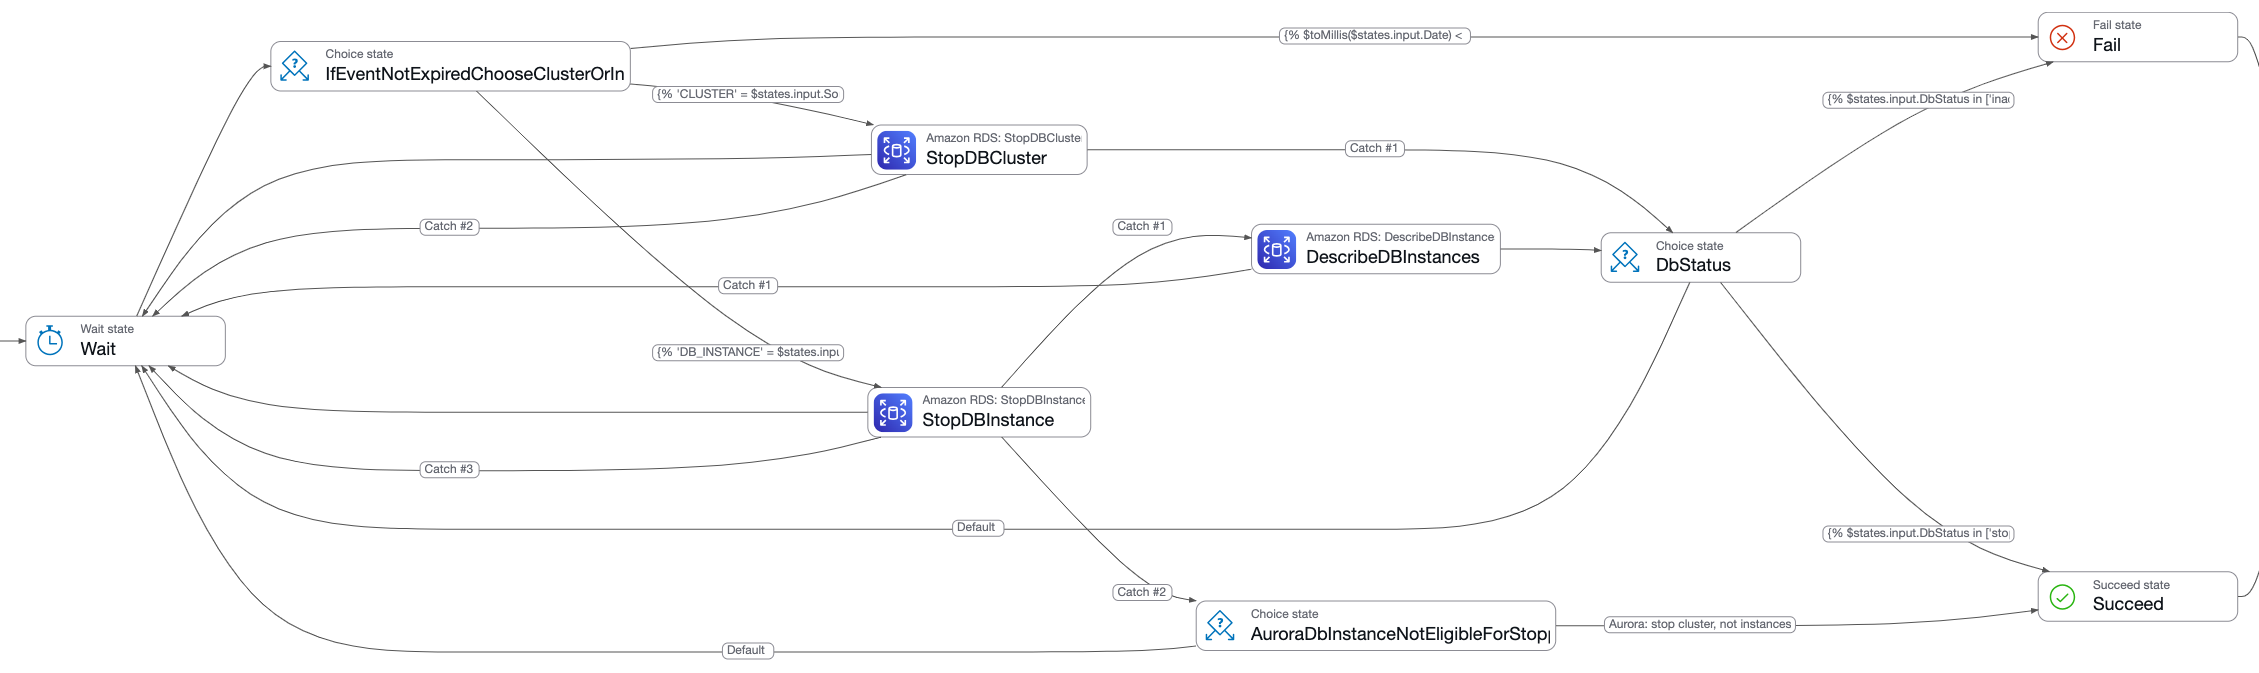 Choice state
IfEventNotExpiredChooseClusterOrIn
{% $toMillis($states.input.Date) <
Fail state
Fail
{% 'CLUSTER' = $states.input.So
{% $states.input.DbStatus in ['ina
Amazon RDS: StopDBCluste
StopDBCluster
Catch #1
Catch #2
Catch #1
Amazon RDS: DescribeDBInstance
DescribeDBInstances
Choice state
DbStatus
Catch #1
Wait state
Wait
{% 'DB_INSTANCE' = $states.inpu
Amazon RDS: StopDBInstance
StopDBInstance
Catch #3
Default
{% $states.input.DbStatus in ['sto
Catch #2
Choice state
AuroraDbInstanceNotEligibleForStop
Aurora: stop cluster, not instances
Succeed state
Succeed
Default